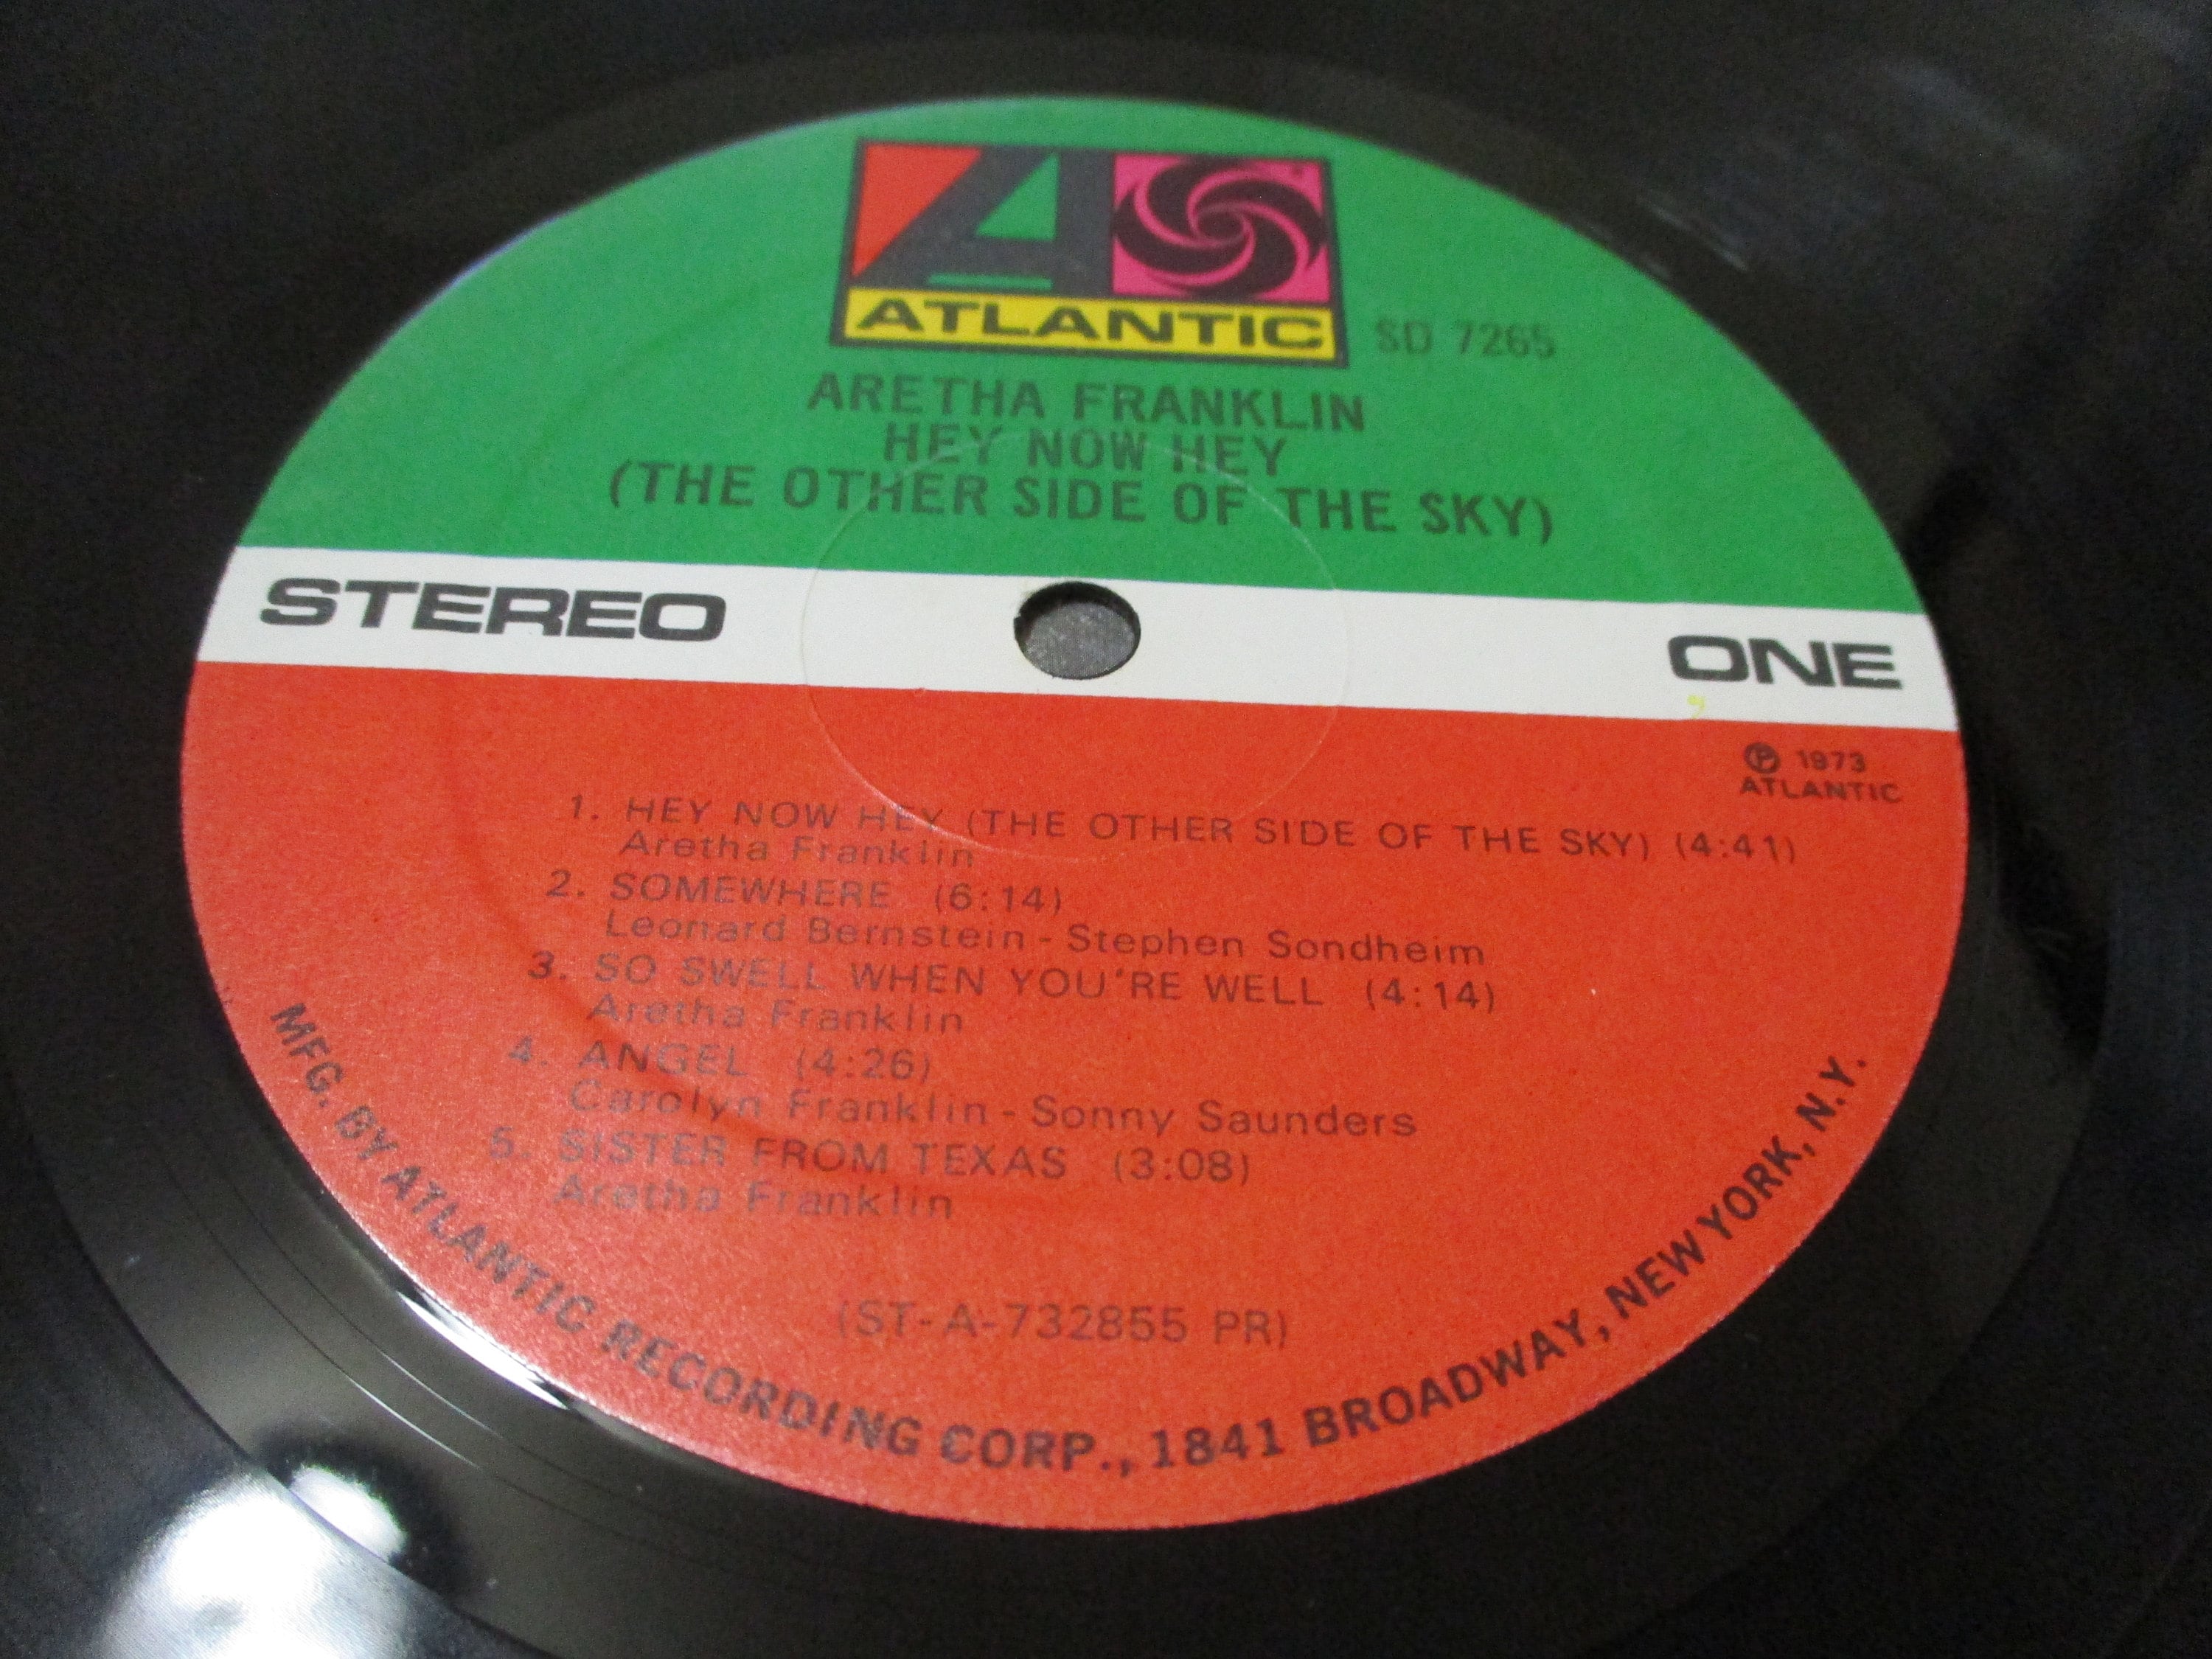 ATLANTIC
SD 7265
ARETHA FRANKLIN
HEY NOW HEY
(THE OTHER SIDE OF THE SKY)
STEREO
ONE
℗ 1973
ATLANTIC
1. HEY NOW HEY (THE OTHER SIDE OF THE SKY) (4:41)
Aretha Franklin
2. SOMEWHERE (6:14)
Leonard Bernstein - Stephen Sondheim
3. SO SWELL WHEN YOU'RE WELL (4:14)
Aretha Franklin
4. ANGEL (4:26)
Carolyn Franklin - Sonny Saunders
5. SISTER FROM TEXAS (3:08)
Aretha Franklin
(ST-A-732855 PR)
MFG. BY ATLANTIC RECORDING CORP., 1841 BROADWAY, NEW YORK, N.Y.